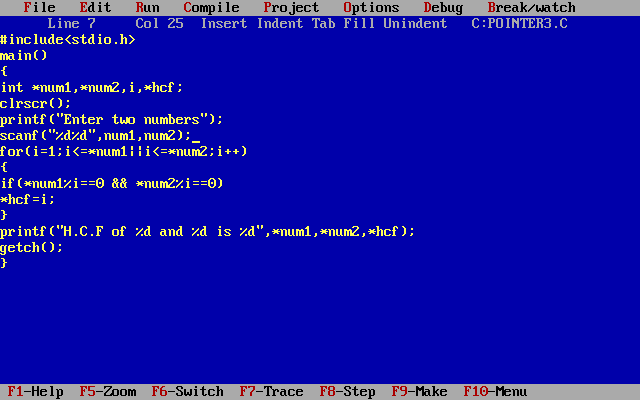 File Edit Run Compile Project Options Debug Break/watch
Line 7 Col 25 Insert Indent Tab Fill Unindent C:POINTER3.C
#include<stdio.h>
main()
{
int *num1,*num2,i,*hcf;
clrscr();
printf("Enter two numbers");
scanf("%d%d",num1,num2);_
for(i=1;i<=*num1||i<=*num2;i++)
{
if(*num1%i==0 && *num2%i==0)
*hcf=i;
}
printf("H.C.F of %d and %d is %d",*num1,*num2,*hcf);
getch();
}
F1-Help F5-Zoom F6-Switch F7-Trace F8-Step F9-Make F10-Menu